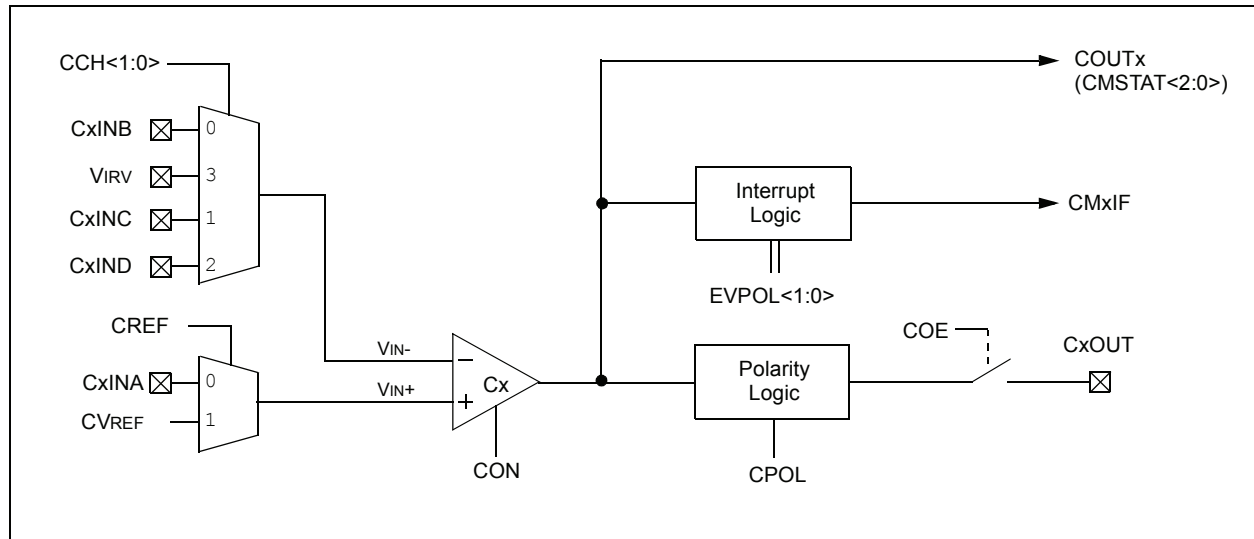 CCH<1:0>
COUTx
(CMSTAT<2:0>)
CxINB
0
VIRV
3
Interrupt
Logic
CMxIF
CxINC
1
CxIND
2
EVPOL<1:0>
CREF
COE
CxOUT
VIN-
−
CxINA
0
Cx
Polarity
Logic
VIN+
+
CVREF
1
CON
CPOL